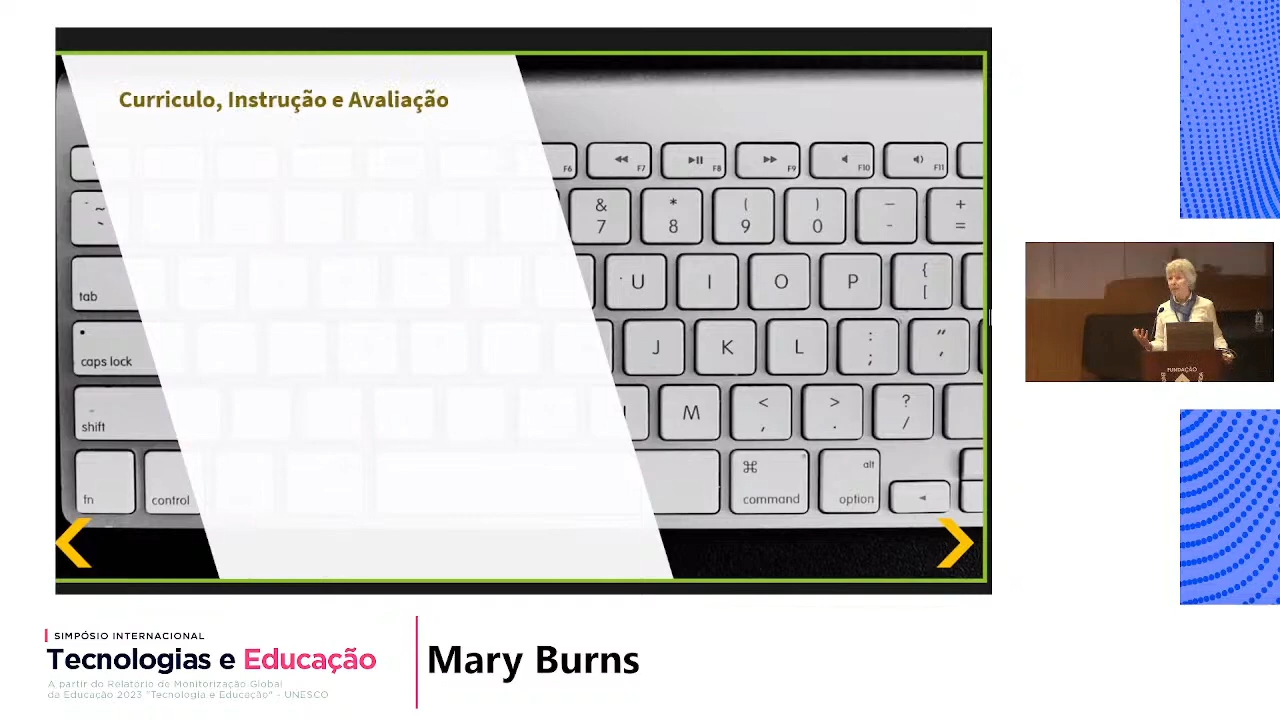 Curriculo, Instrução e Avaliação
F6
F7
F8
F9
F10
F11
~
`
&
7
*
8
(
9
)
0
–
-
+
=
tab
U
I
O
P
{
[
caps lock
J
K
L
:
;
"
,
shift
M
<
,
>
.
?
/
fn
control
⌘
command
alt
option
FUNDAÇÃO
SIMPÓSIO INTERNACIONAL
Tecnologias e Educação
A partir do Relatório de Monitorização Global
da Educação 2023 "Tecnologia e Educação" - UNESCO
Mary Burns